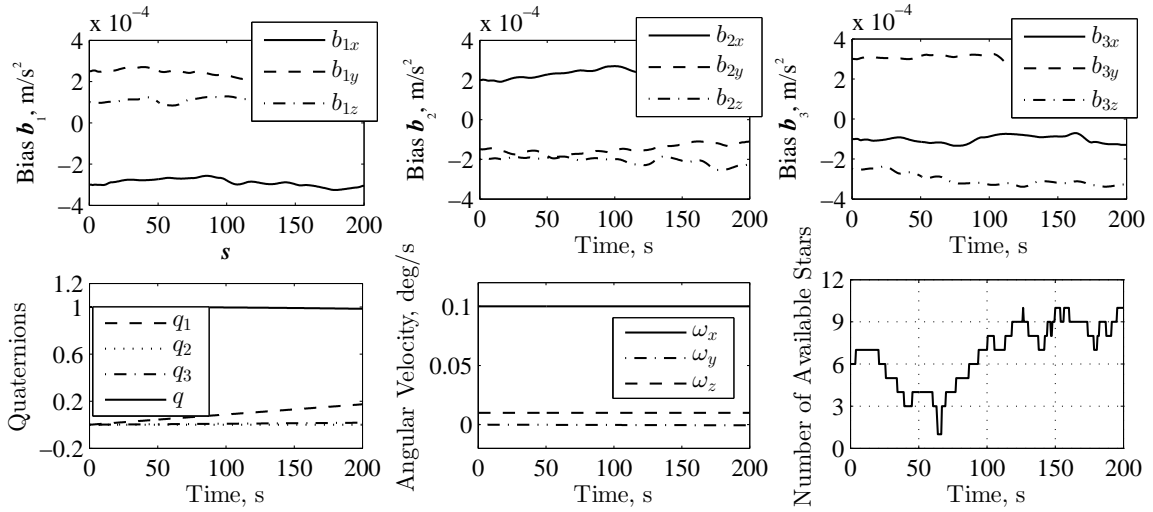 x 10⁻⁴
4
2
0
−2
−4
0 50 100 150 200
s
Bias b₁, m/s²
b₁ₓ
b₁y
b₁z
x 10⁻⁴
4
2
0
−2
−4
0 50 100 150 200
Time, s
Bias b₂, m/s²
b₂ₓ
b₂y
b₂z
x 10⁻⁴
4
2
0
−2
−4
0 50 100 150 200
Time, s
Bias b₃, m/s²
b₃ₓ
b₃y
b₃z
1.2
1
0.6
0.2
−0.2
0 50 100 150 200
Time, s
Quaternions
q₁
q₂
q₃
q
0.1
0.05
0
0 50 100 150 200
Time, s
Angular Velocity, deg/s
ωₓ
ωy
ωz
12
9
6
3
0
0 50 100 150 200
Time, s
Number of Available Stars